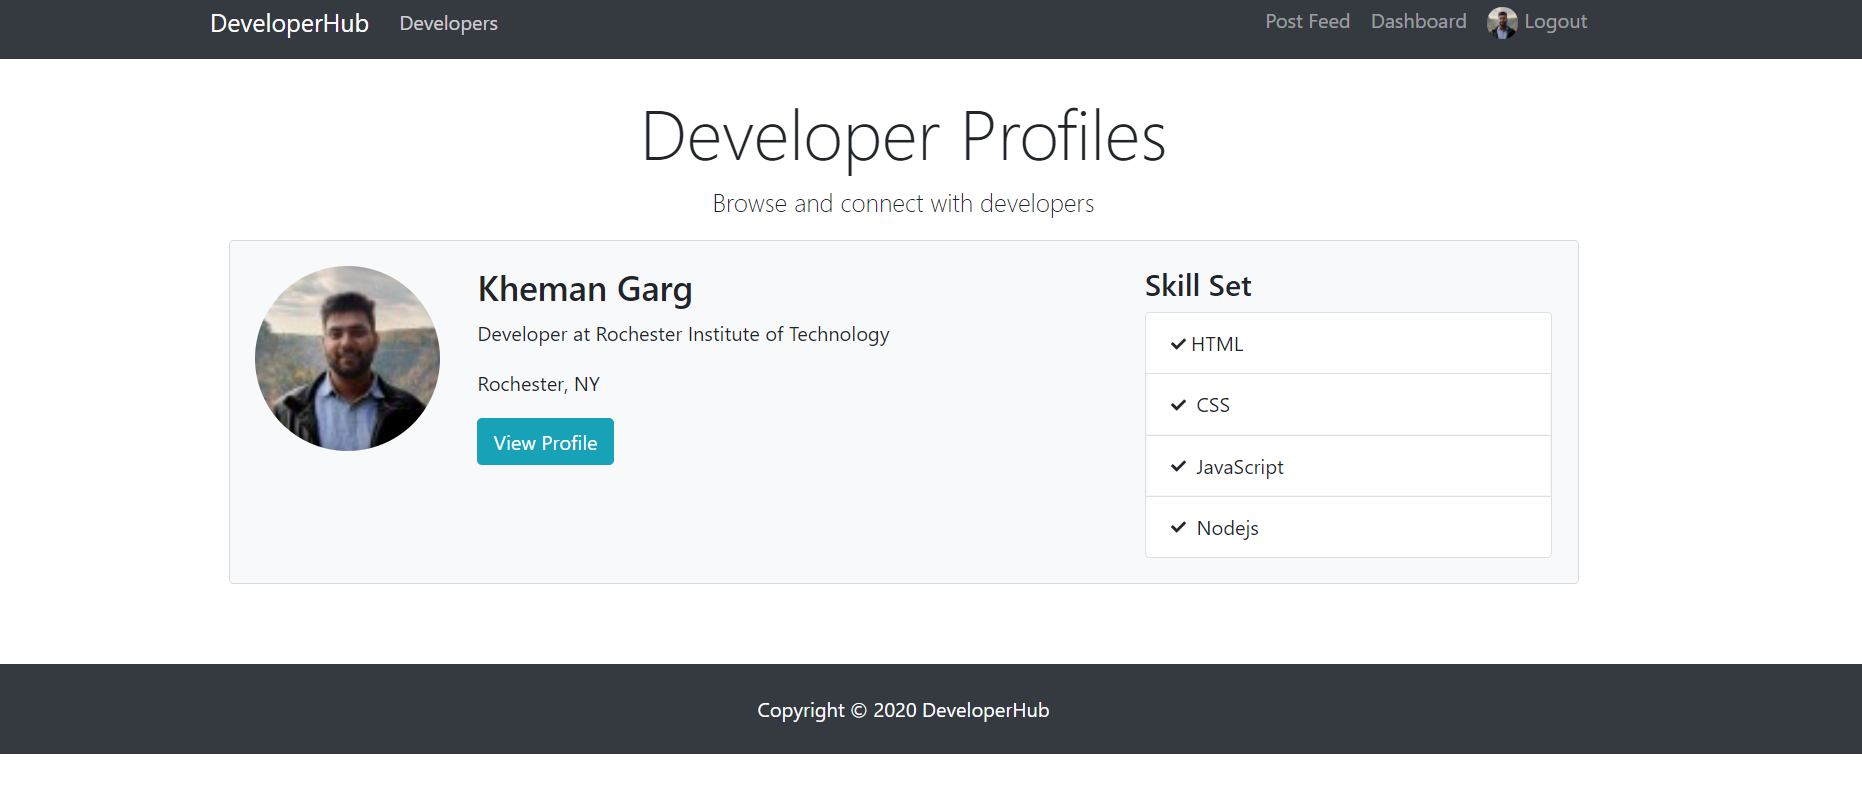 DeveloperHub Developers Post Feed Dashboard Logout
Developer Profiles
Browse and connect with developers
Kheman Garg
Developer at Rochester Institute of Technology
Rochester, NY
View Profile
Skill Set
HTML
CSS
JavaScript
Nodejs
Copyright © 2020 DeveloperHub